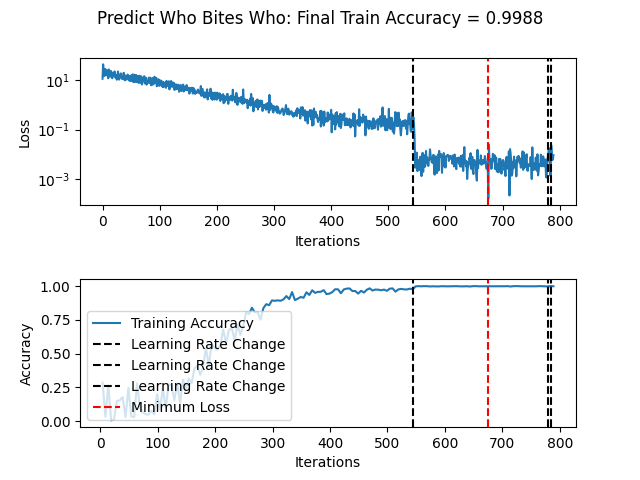 Predict Who Bites Who: Final Train Accuracy = 0.9988
10¹
10⁻¹
10⁻³
Loss
0 100 200 300 400 500 600 700 800
Iterations
1.00
0.75
0.50
0.25
0.00
Accuracy
Training Accuracy
Learning Rate Change
Learning Rate Change
Learning Rate Change
Minimum Loss
0 100 200 300 400 500 600 700 800
Iterations